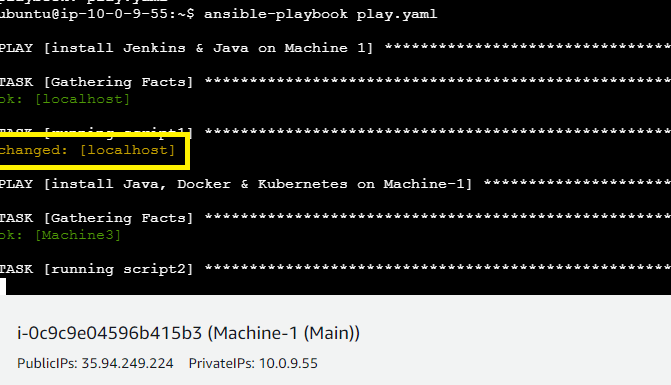 playbook: play.yaml
ubuntu@ip-10-0-9-55:~$ ansible-playbook play.yaml
PLAY [install Jenkins & Java on Machine 1] **********************************
TASK [Gathering Facts] *******************************************************
ok: [localhost]
TASK [running script1] *******************************************************
changed: [localhost]
PLAY [install Java, Docker & Kubernetes on Machine-1] ***********************
TASK [Gathering Facts] *******************************************************
ok: [Machine3]
TASK [running script2] *******************************************************
i-0c9c9e04596b415b3 (Machine-1 (Main))
PublicIPs: 35.94.249.224 PrivateIPs: 10.0.9.55